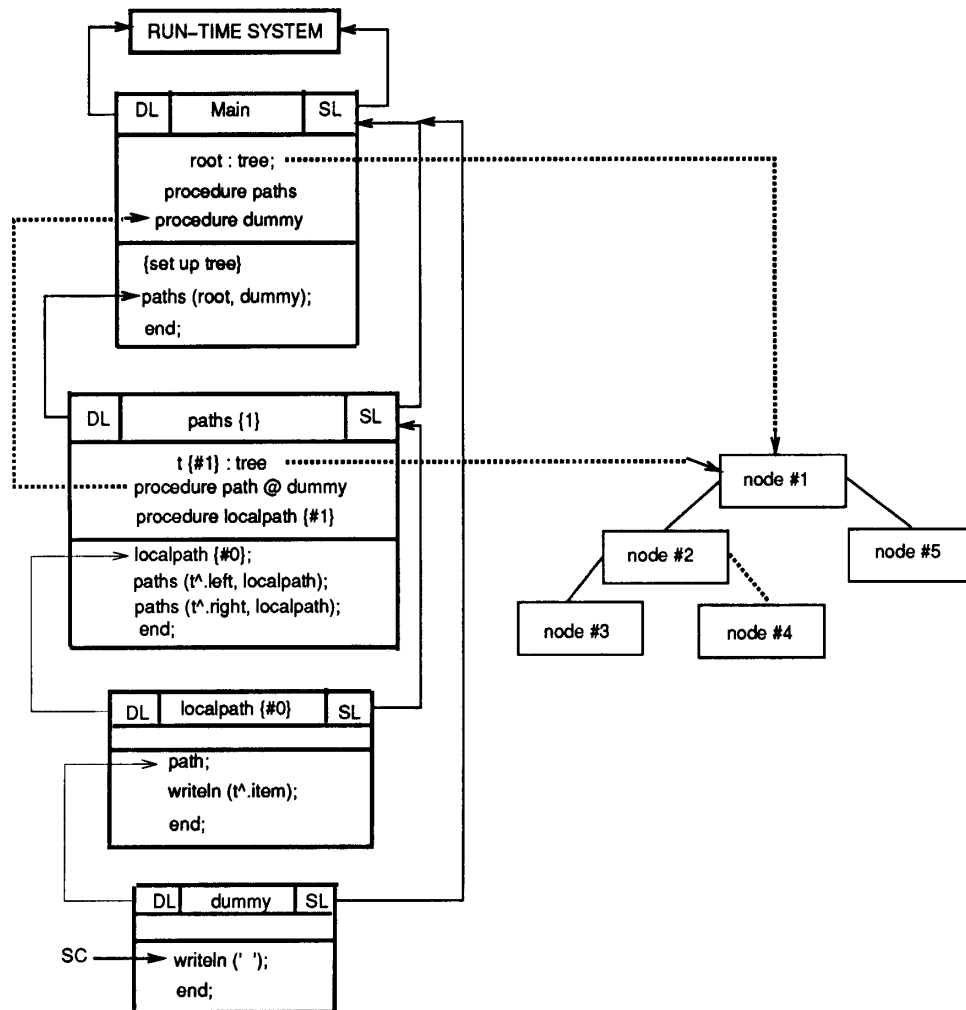 RUN-TIME SYSTEM
DL Main SL
root : tree;
procedure paths
procedure dummy
{set up tree}
paths (root, dummy);
end;
DL paths {1} SL
t {#1} : tree
procedure path @ dummy
procedure localpath {#1}
localpath {#0};
paths (t^.left, localpath);
paths (t^.right, localpath);
end;
node #1
node #2
node #5
node #3
node #4
DL localpath {#0} SL
path;
writeln (t^.item);
end;
DL dummy SL
SC
writeln (' ');
end;